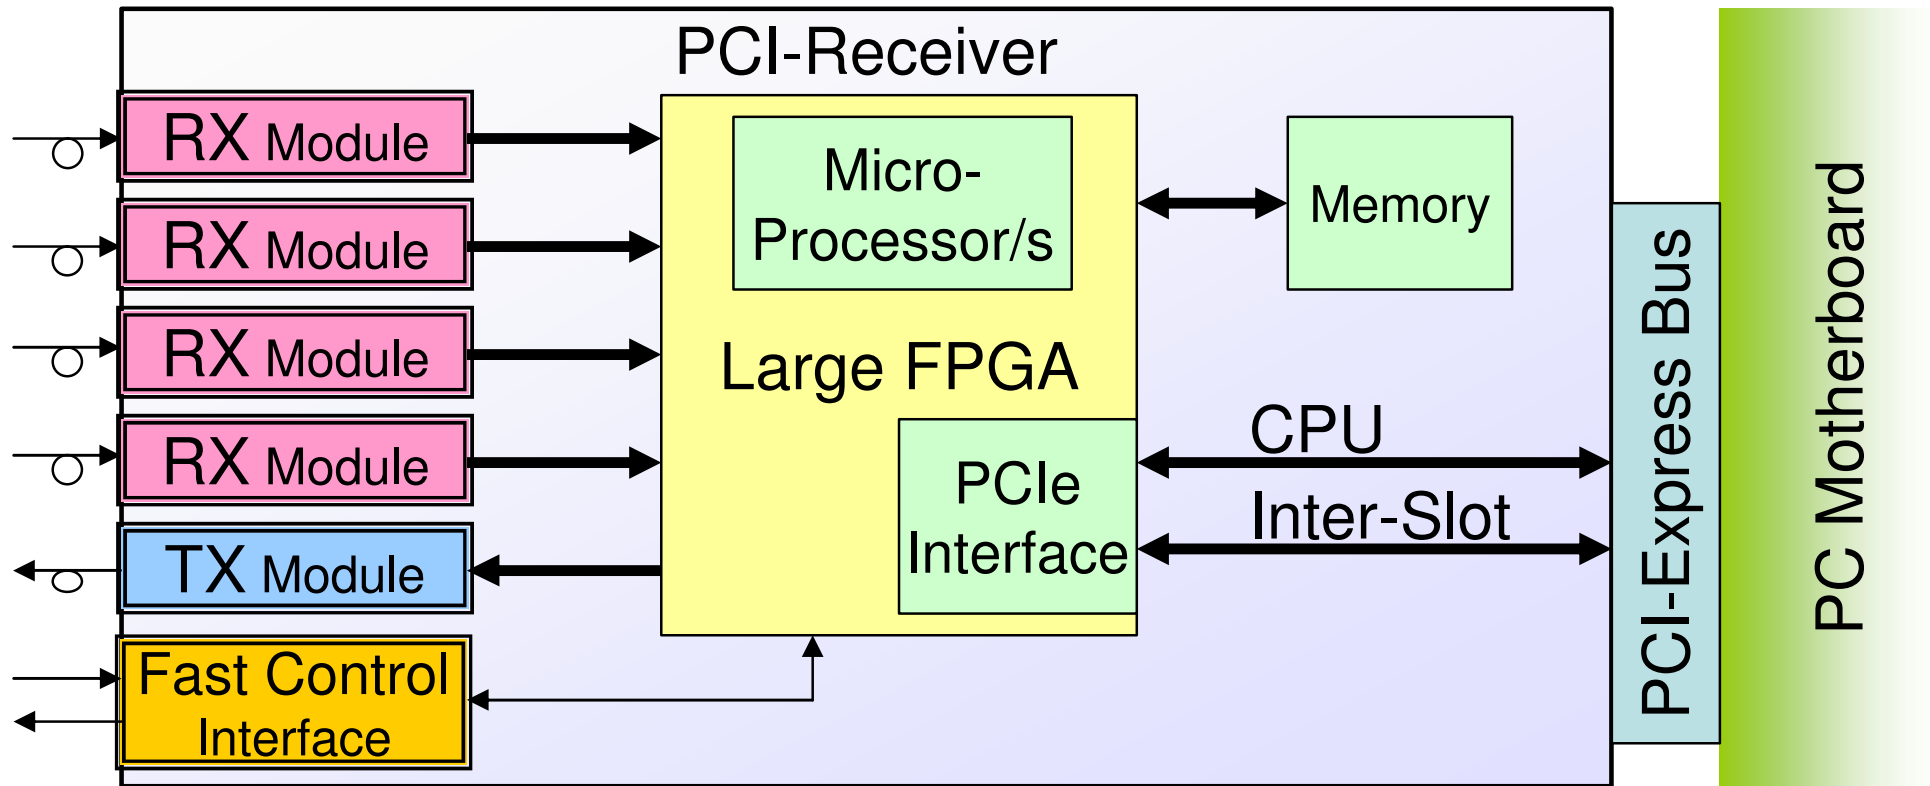 PCI-Receiver
RX Module
RX Module
RX Module
RX Module
TX Module
Fast Control
Interface
Micro-
Processor/s
Large FPGA
PCIe
Interface
Memory
CPU
Inter-Slot
PCI-Express Bus
PC Motherboard